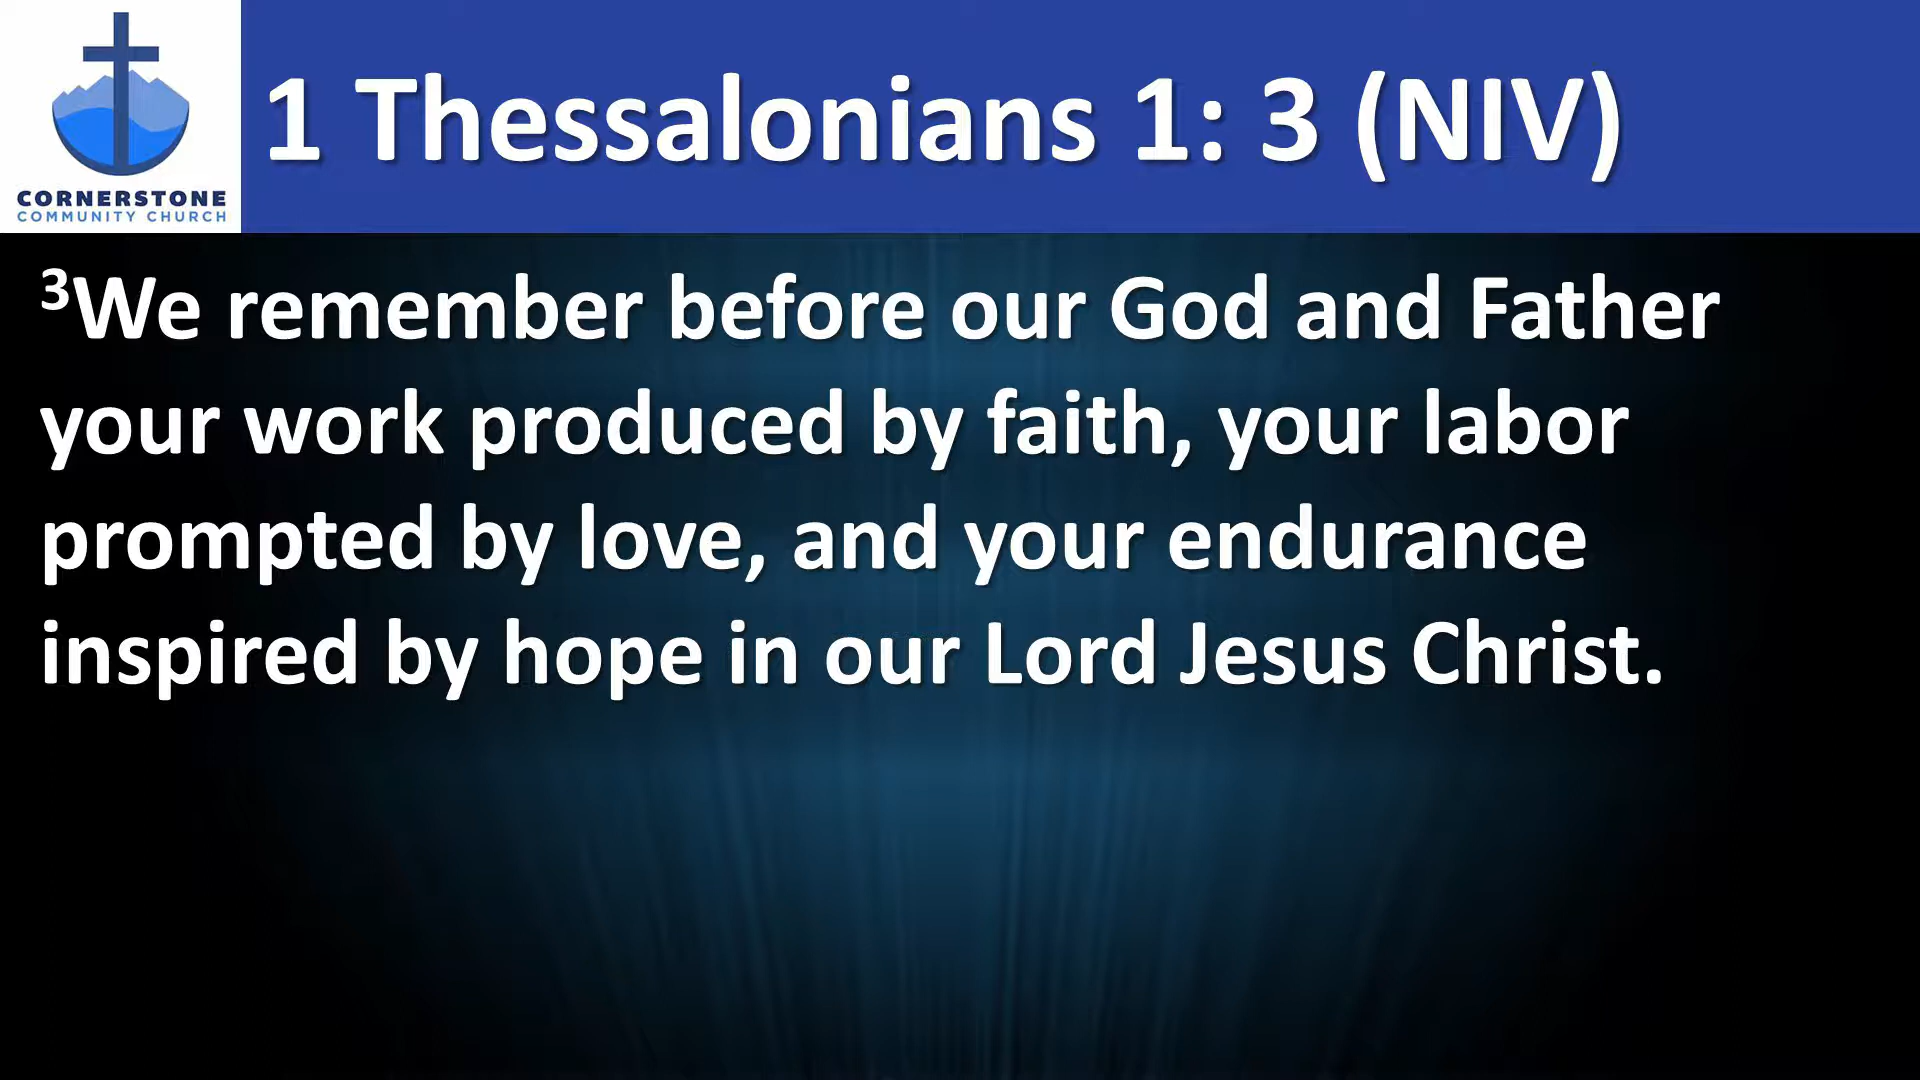 CORNERSTONE
COMMUNITY CHURCH
1 Thessalonians 1: 3 (NIV)
³We remember before our God and Father
your work produced by faith, your labor
prompted by love, and your endurance
inspired by hope in our Lord Jesus Christ.